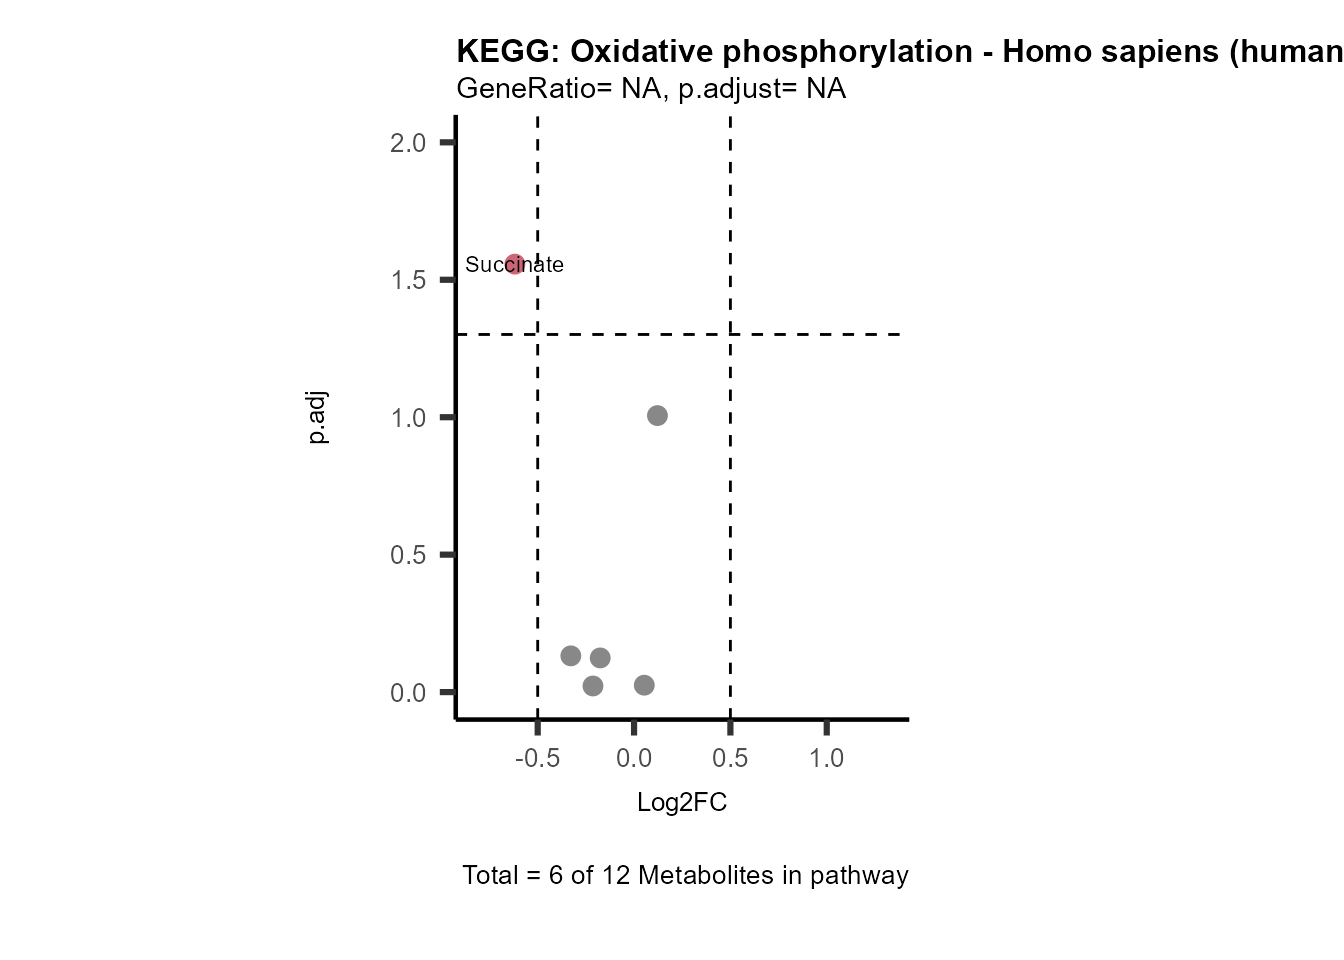 KEGG: Oxidative phosphorylation - Homo sapiens (human
GeneRatio= NA, p.adjust= NA
2.0
Succinate
1.5
p.adj
1.0
0.5
0.0
-0.5 0.0 0.5 1.0
Log2FC
Total = 6 of 12 Metabolites in pathway